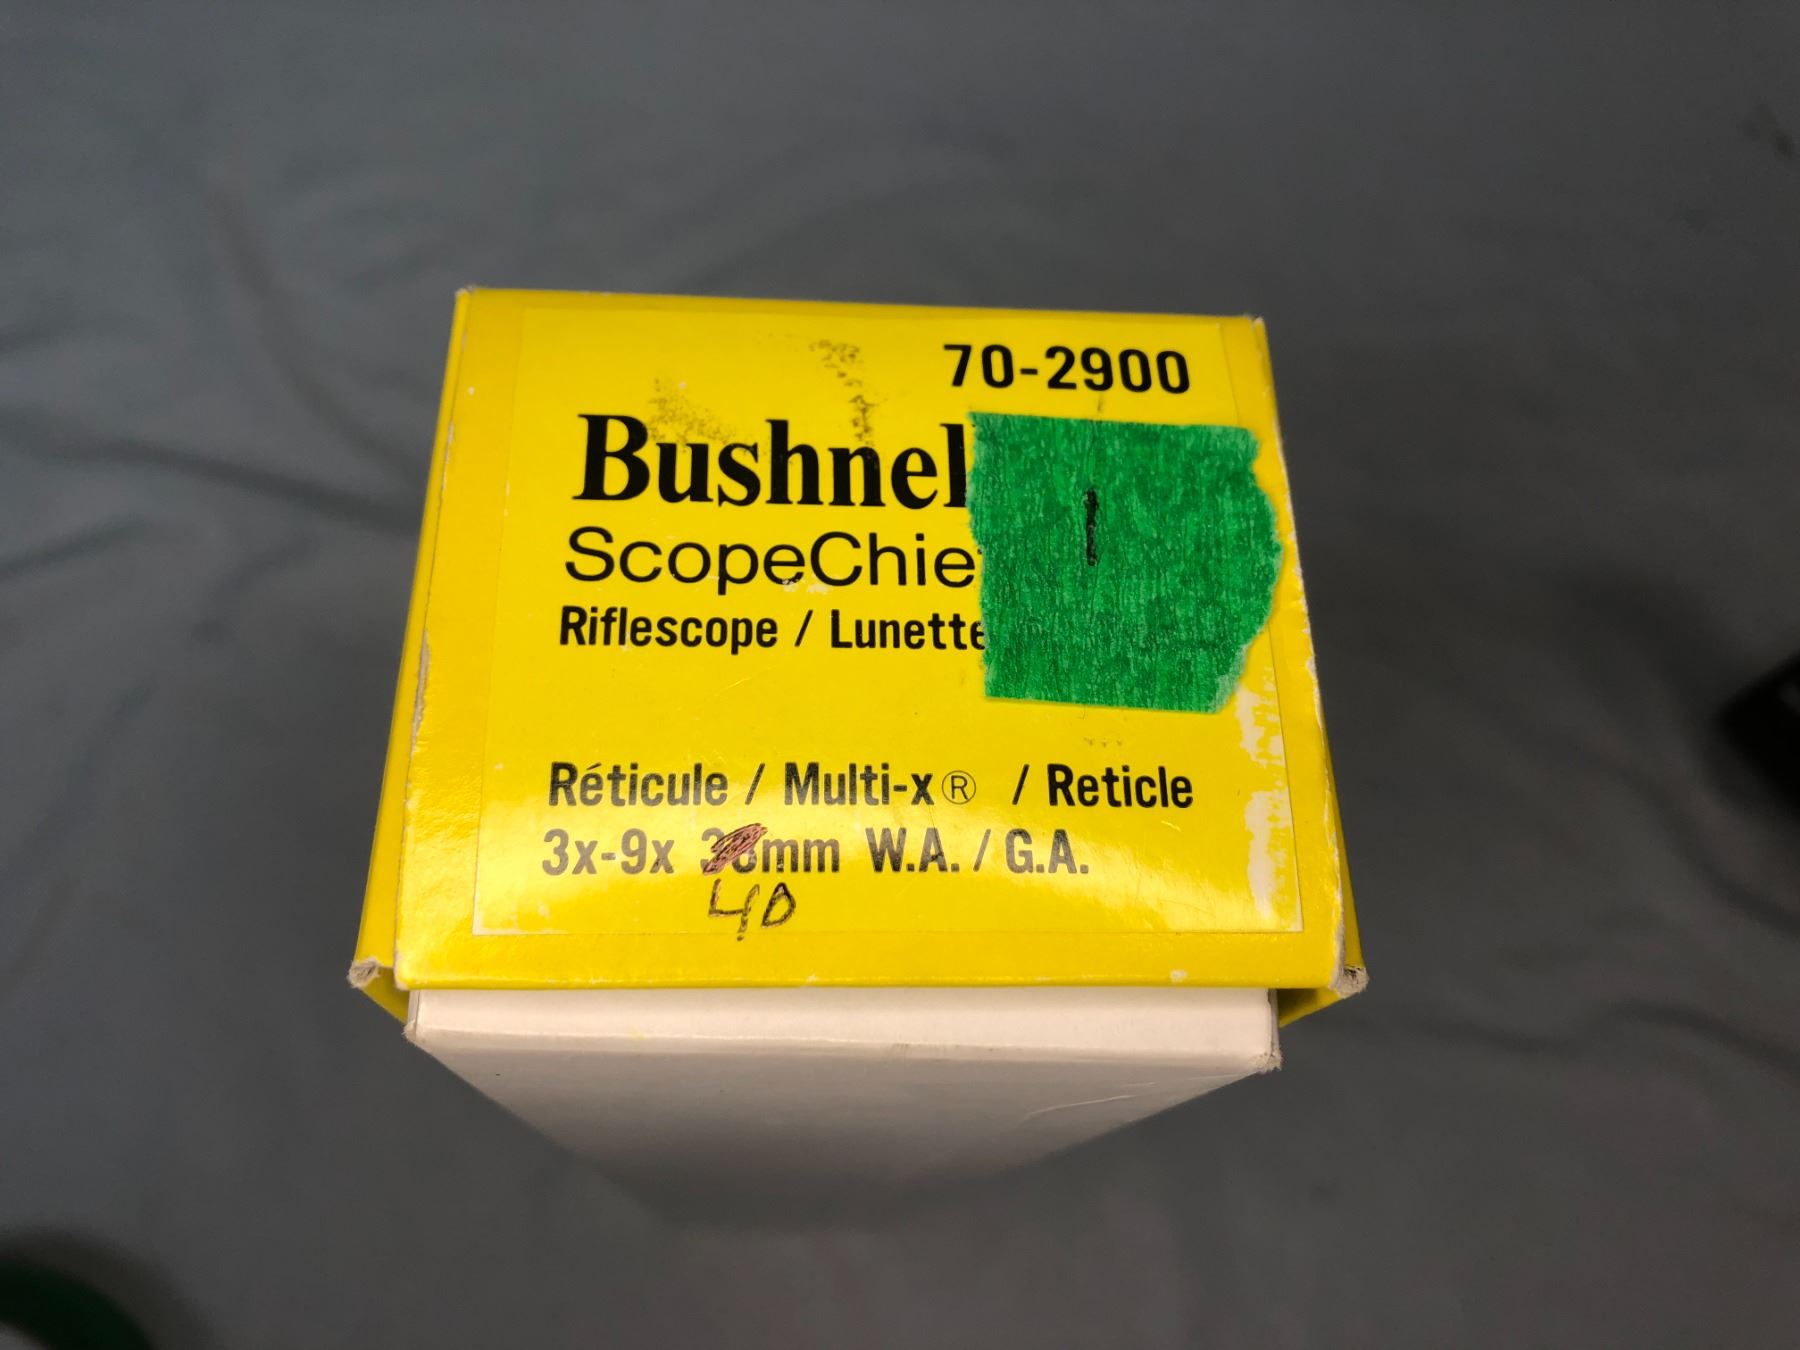 70-2900
Bushnel
ScopeChie
Riflescope / Lunette
Réticule / Multi-x® / Reticle
3x-9x mm W.A. / G.A.
40